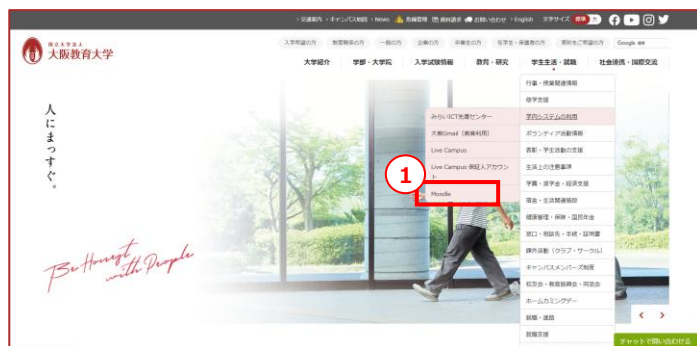 交通案内・キャンパス地図
News
危機管理
資料請求
お問い合わせ
English
文字サイズ 標準 大
国立大学法人
大阪教育大学
入学希望の方
教育関係の方
一般の方
企業の方
卒業生の方
在学生・保護者の方
寄附をご希望の方
Google 検索
大学紹介
学部・大学院
入学試験情報
教育・研究
学生生活・就職
社会連携・国際交流
人にまっすぐ。
Be Honest
with People
みらいICT先導センター
大教Gmail(教育利用)
Live Campus
Live Campus 保証人アカウント
1
Moodle
行事・授業関連情報
修学支援
学内システムの利用
ボランティア活動情報
表彰・学生活動の支援
生活上の注意事項
学費・奨学金・経済支援
宿舎・生活関連施設
健康管理・保険・国民年金
窓口・相談先・手続・証明書
課外活動(クラブ・サークル)
キャンパスメンバーズ制度
校友会・教育振興会・同窓会
ホームカミングデー
就職・進路
就職支援
チャットで問い合わせる